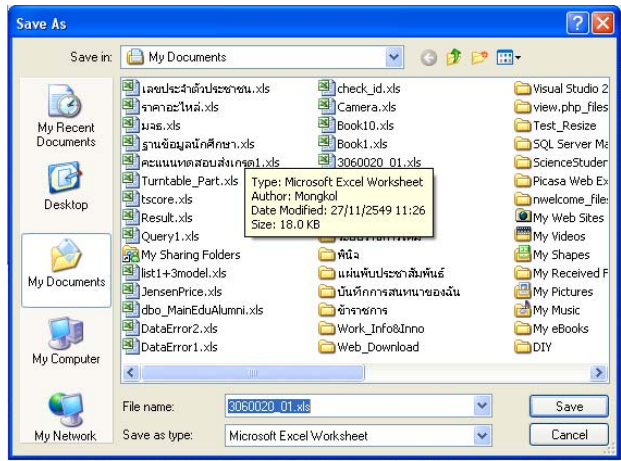 Save As
Save in:
My Documents
My Recent Documents
Desktop
My Documents
My Computer
My Network
เลขประจำตัวประชาชน.xls
ราคาอะไหล่.xls
มลธ.xls
ฐานข้อมูลนักศึกษา.xls
คะแนนทดสอบส่งเกรด1.xls
Turntable_Part.xls
tscore.xls
Result.xls
Query1.xls
My Sharing Folders
list1+3model.xls
JensenPrice.xls
dbo_MainEduAlumni.xls
DataError2.xls
DataError1.xls
check_id.xls
Camera.xls
Book10.xls
Book1.xls
3060020_01.xls
Type: Microsoft Excel Worksheet
Author: Mongkol
Date Modified: 27/11/2549 11:26
Size: 18.0 KB
พินิจ
แผ่นพับประชาสัมพันธ์
บันทึกการสนทนาของฉัน
ข้าราชการ
Work_Info&Inno
Web_Download
Visual Studio 2
view.php_files
Test_Resize
SQL Server Ma
ScienceStuden
Picasa Web Ex
nwelcome_file
My Web Sites
My Videos
My Shapes
My Received F
My Pictures
My Music
My eBooks
DIY
File name:
3060020_01.xls
Save
Save as type:
Microsoft Excel Worksheet
Cancel